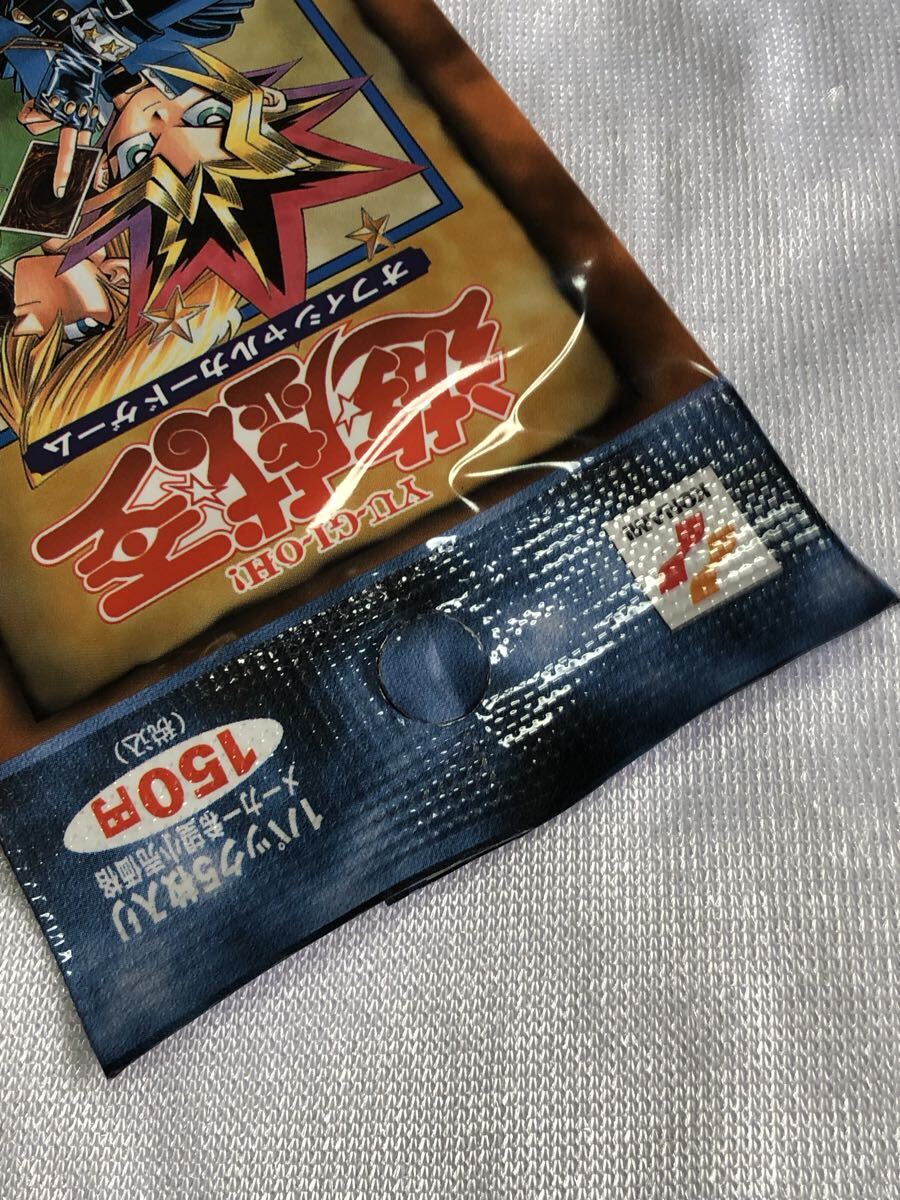 KONAMI
1パック5枚入り
メーカー希望小売価格
150円
(税込)
YU-GI-OH!
遊☆戯☆王
オフィシャルカードゲーム